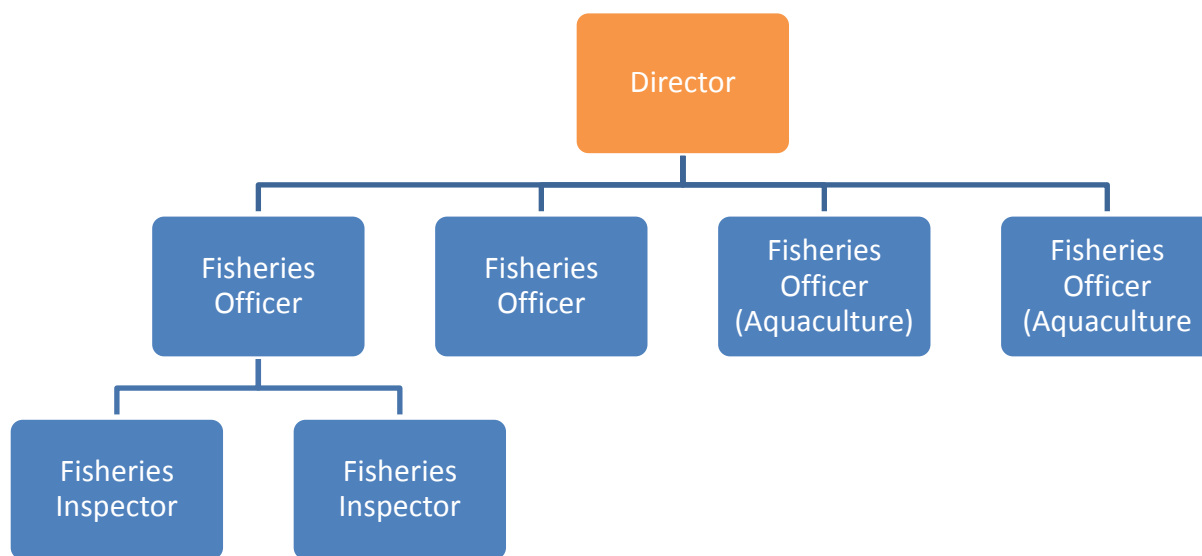 Director
Fisheries
Officer
Fisheries
Officer
Fisheries
Officer
(Aquaculture)
Fisheries
Officer
(Aquaculture
Fisheries
Inspector
Fisheries
Inspector